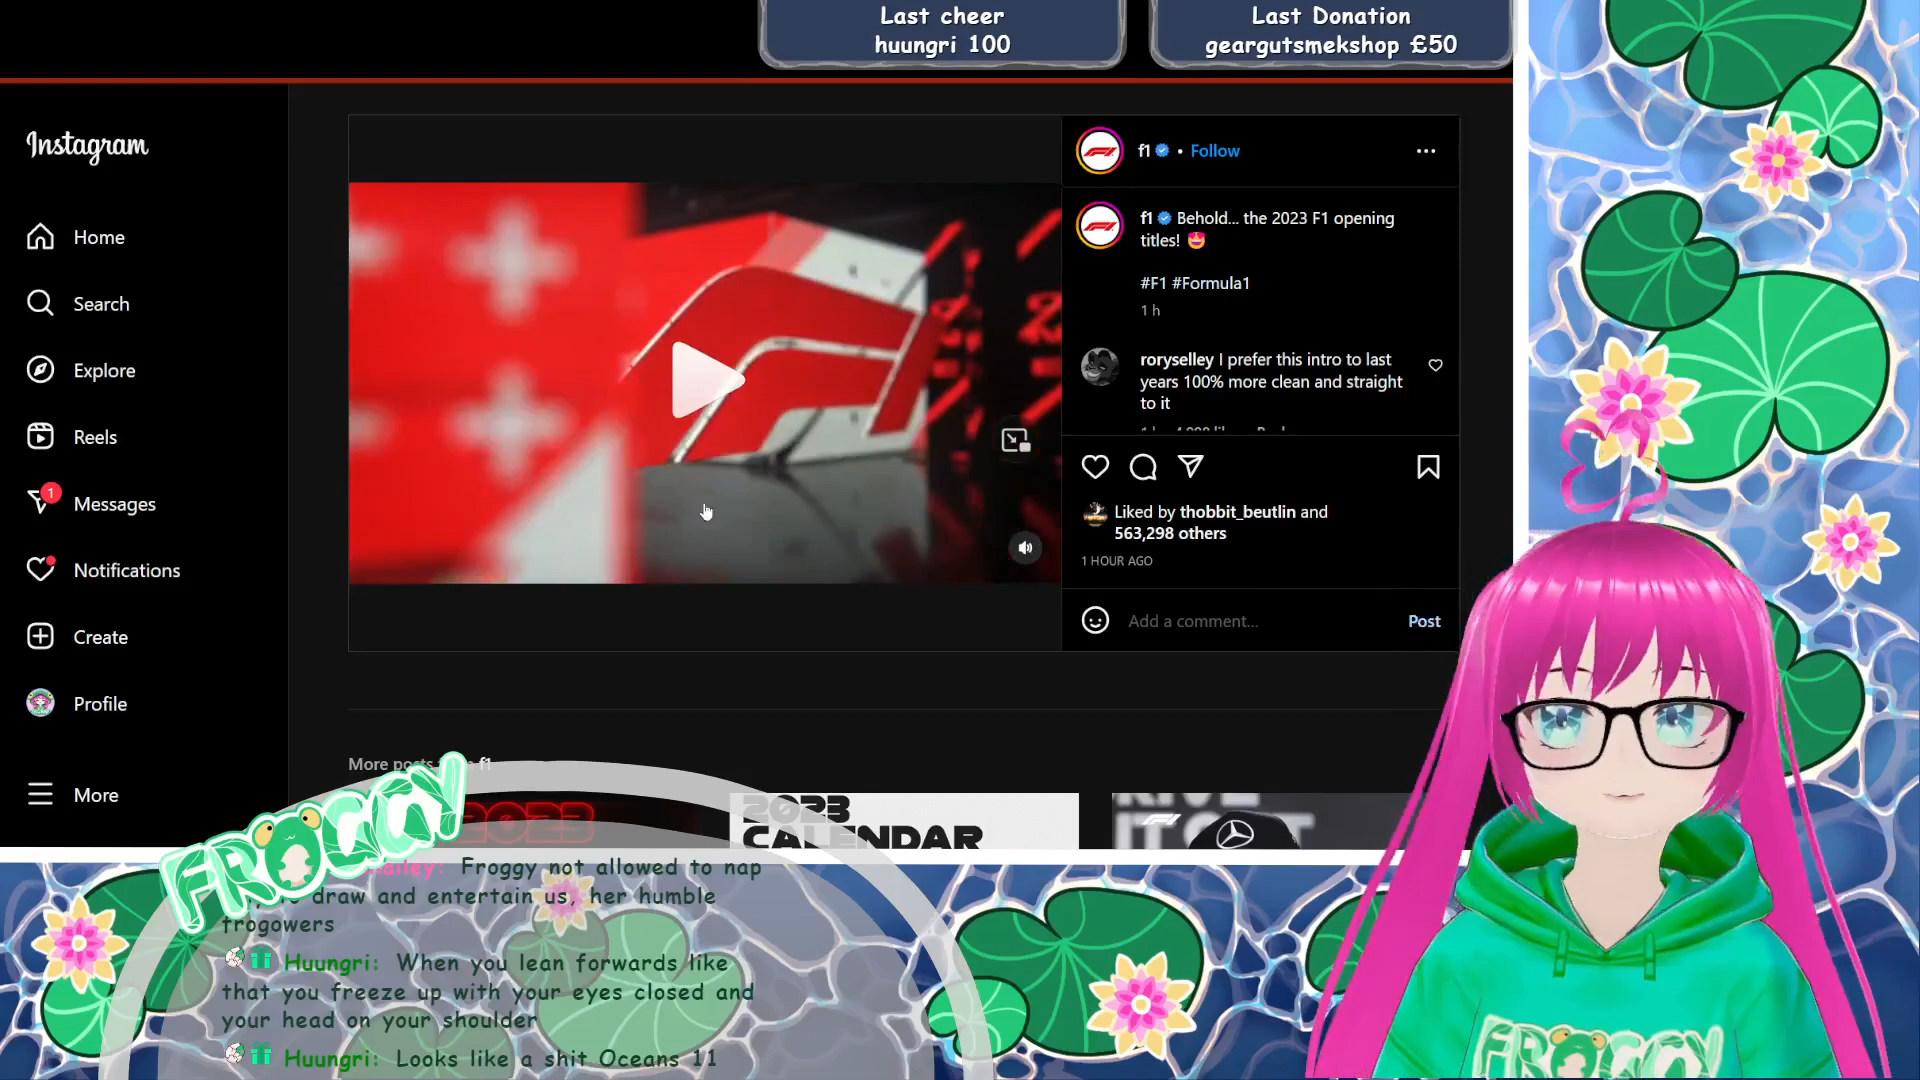 Last cheer
huungri 100
Last Donation
geargutsmekshop £50
Instagram
Home
Search
Explore
Reels
1
Messages
Notifications
Create
Profile
More
f1 • Follow
f1 Behold... the 2023 F1 opening
titles!
#F1 #Formula1
1 h
roryselley I prefer this intro to last
years 100% more clean and straight
to it
Liked by thobbit_beutlin and
563,298 others
1 HOUR AGO
Add a comment...
Post
More posts f1
2023
2023
CALENDAR
FROGGY
Froggy not allowed to nap
draw and entertain us, her humble
frogowers
Huungri: When you lean forwards like
that you freeze up with your eyes closed and
your head on your shoulder
Huungri: Looks like a shit Oceans 11
FROGGY